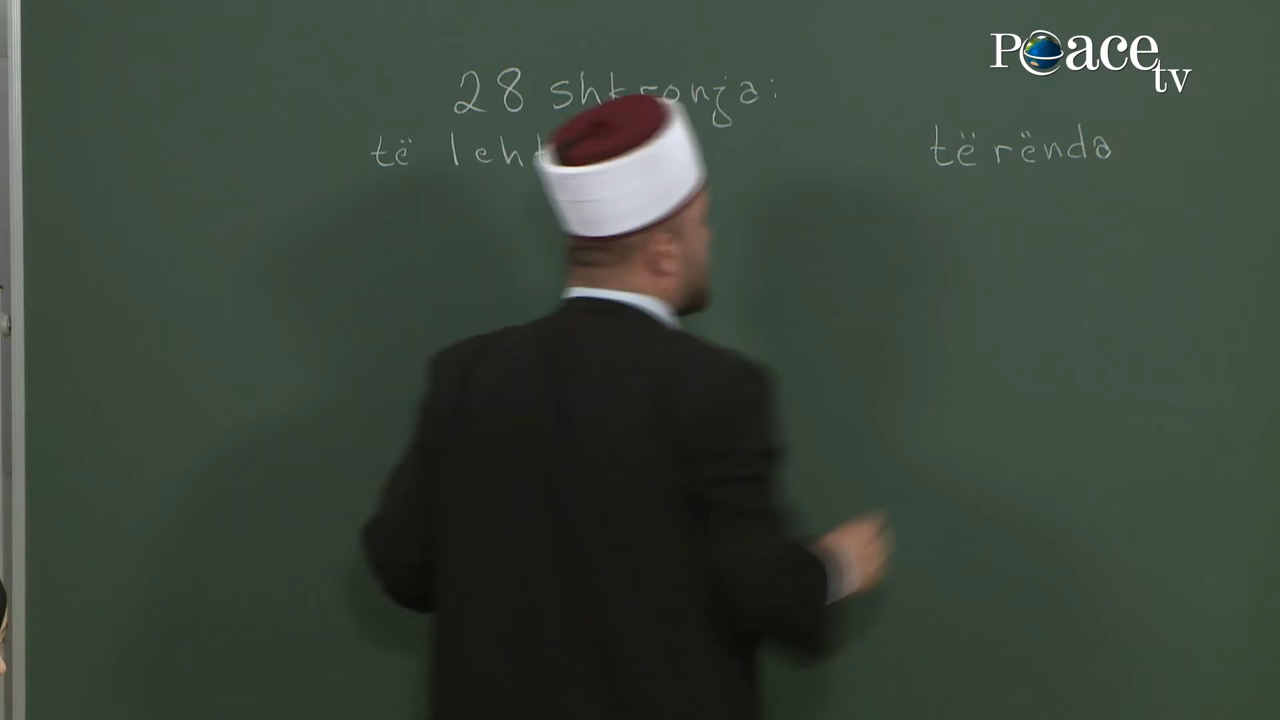 Peace tv
28 shkronja:
të
të rënda